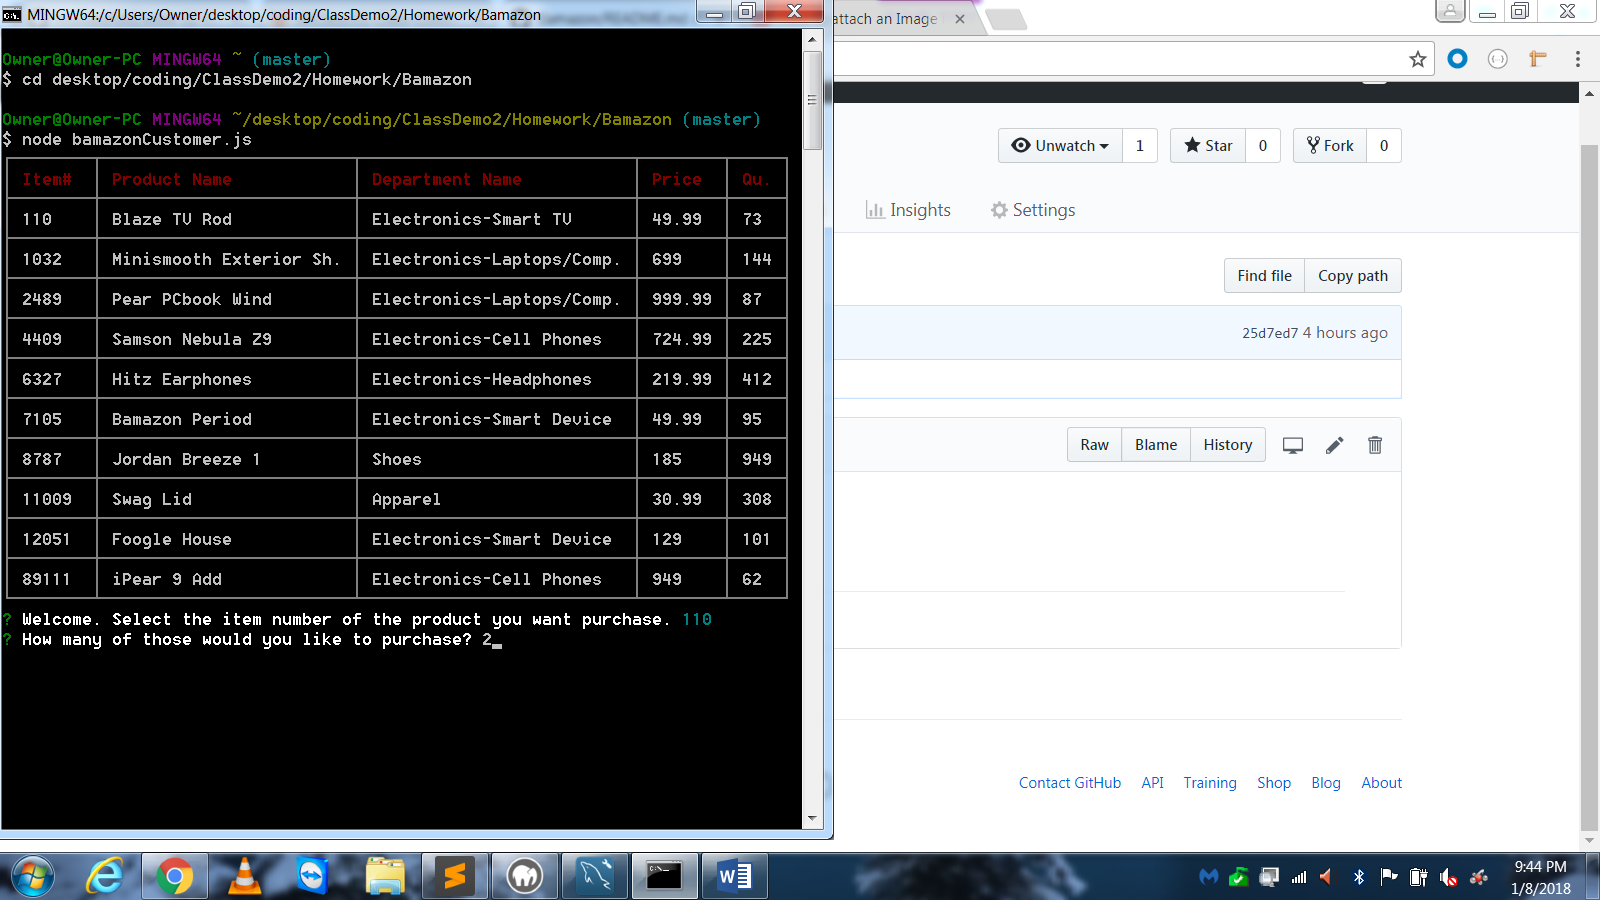 MINGW64:/c/Users/Owner/desktop/coding/ClassDemo2/Homework/Bamazon
attach an Image
Owner@Owner-PC MINGW64 ~ (master)
$ cd desktop/coding/ClassDemo2/Homework/Bamazon
Owner@Owner-PC MINGW64 ~/desktop/coding/ClassDemo2/Homework/Bamazon (master)
$ node bamazonCustomer.js
Item# Product Name Department Name Price Qu.
110 Blaze TV Rod Electronics-Smart TV 49.99 73
1032 Minismooth Exterior Sh. Electronics-Laptops/Comp. 699 144
2489 Pear PCbook Wind Electronics-Laptops/Comp. 999.99 87
4409 Samson Nebula Z9 Electronics-Cell Phones 724.99 225
6327 Hitz Earphones Electronics-Headphones 219.99 412
7105 Bamazon Period Electronics-Smart Device 49.99 95
8787 Jordan Breeze 1 Shoes 185 949
11009 Swag Lid Apparel 30.99 308
12051 Foogle House Electronics-Smart Device 129 101
89111 iPear 9 Add Electronics-Cell Phones 949 62
? Welcome. Select the item number of the product you want purchase. 110
? How many of those would you like to purchase? 2
Unwatch 1 Star 0 Fork 0
Insights Settings
Find file Copy path
25d7ed7 4 hours ago
Raw Blame History
Contact GitHub API Training Shop Blog About
9:44 PM
1/8/2018